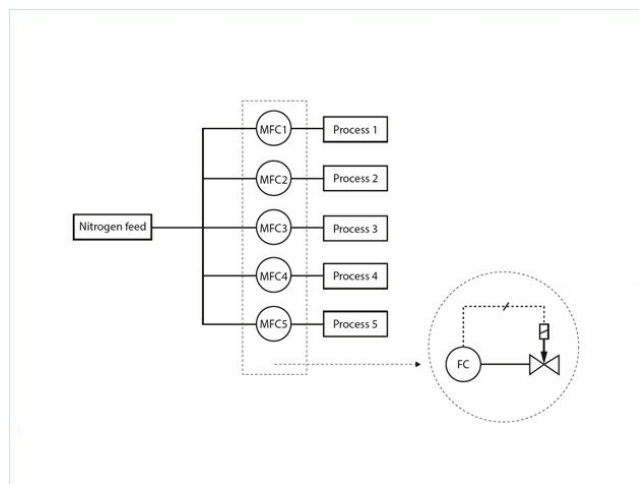 MFC1
Process 1
MFC2
Process 2
Nitrogen feed
MFC3
Process 3
MFC4
Process 4
MFC5
Process 5
FC